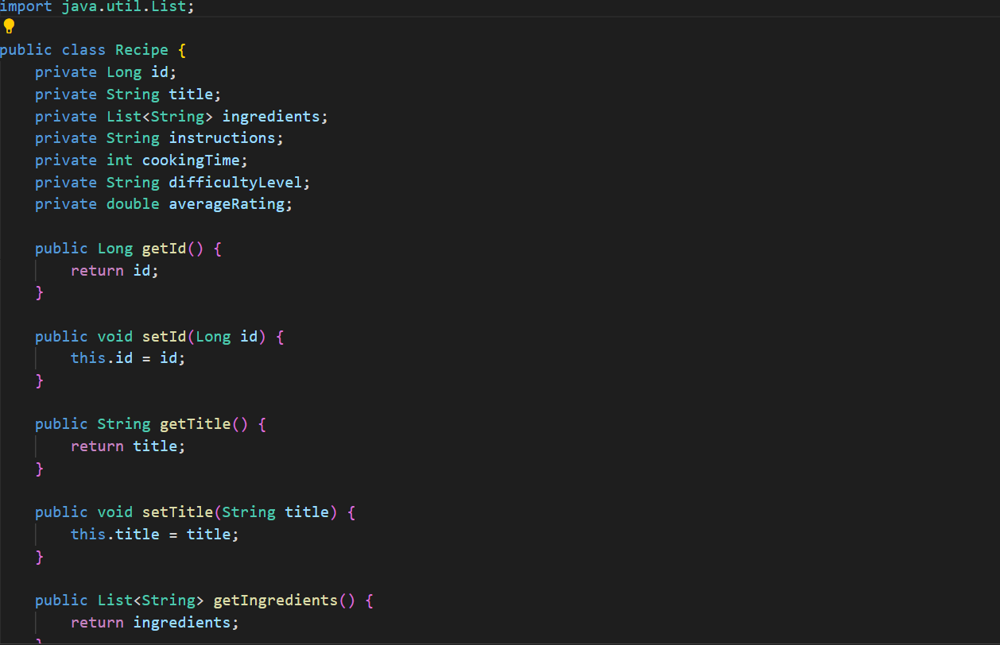 import java.util.List;
public class Recipe {
    private Long id;
    private String title;
    private List<String> ingredients;
    private String instructions;
    private int cookingTime;
    private String difficultyLevel;
    private double averageRating;

    public Long getId() {
        return id;
    }

    public void setId(Long id) {
        this.id = id;
    }

    public String getTitle() {
        return title;
    }

    public void setTitle(String title) {
        this.title = title;
    }

    public List<String> getIngredients() {
        return ingredients;
    }